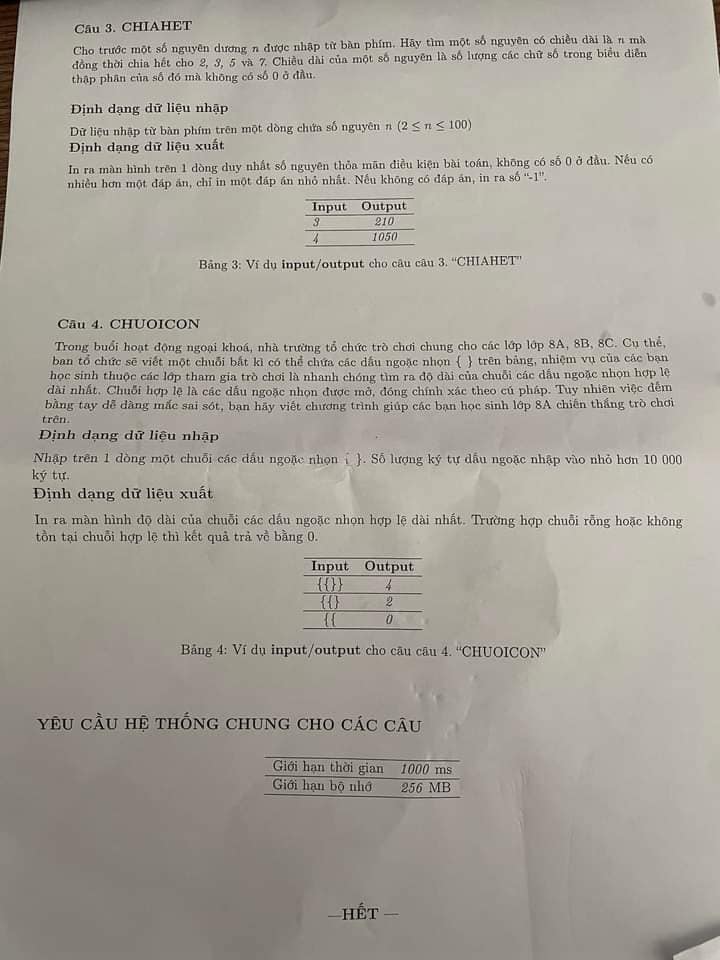 Câu 3. CHIAHET
Cho trước một số nguyên dương n được nhập từ bàn phím. Hãy tìm một số nguyên có chiều dài là n mà
đồng thời chia hết cho 2, 3, 5 và 7. Chiều dài của một số nguyên là số lượng các chữ số trong biểu diễn
thập phân của số đó mà không có số 0 ở đầu.
Định dạng dữ liệu nhập
Dữ liệu nhập từ bàn phím trên một dòng chứa số nguyên n (2 ≤ n ≤ 100)
Định dạng dữ liệu xuất
In ra màn hình trên 1 dòng duy nhất số nguyên thỏa mãn điều kiện bài toán, không có số 0 ở đầu. Nếu có
nhiều hơn một đáp án, chỉ in một đáp án nhỏ nhất. Nếu không có đáp án, in ra số “-1”.
Input Output
3 210
4 1050
Bảng 3: Ví dụ input/output cho câu câu 3. “CHIAHET”
Câu 4. CHUOICON
Trong buổi hoạt động ngoại khoá, nhà trường tổ chức trò chơi chung cho các lớp lớp 8A, 8B, 8C. Cụ thể,
ban tổ chức sẽ viết một chuỗi bất kì có thể chứa các dấu ngoặc nhọn { } trên bảng, nhiệm vụ của các bạn
học sinh thuộc các lớp tham gia trò chơi là nhanh chóng tìm ra độ dài của chuỗi các dấu ngoặc nhọn hợp lệ
dài nhất. Chuỗi hợp lệ là các dấu ngoặc nhọn được mở, đóng chính xác theo cú pháp. Tuy nhiên việc đếm
bằng tay dễ dàng mắc sai sót, bạn hãy viết chương trình giúp các bạn học sinh lớp 8A chiến thắng trò chơi
trên.
Định dạng dữ liệu nhập
Nhập trên 1 dòng một chuỗi các dấu ngoặc nhọn { }. Số lượng ký tự dấu ngoặc nhập vào nhỏ hơn 10 000
ký tự.
Định dạng dữ liệu xuất
In ra màn hình độ dài của chuỗi các dấu ngoặc nhọn hợp lệ dài nhất. Trường hợp chuỗi rỗng hoặc không
tồn tại chuỗi hợp lệ thì kết quả trả về bằng 0.
Input Output
{{}} 4
{{} 2
{{ 0
Bảng 4: Ví dụ input/output cho câu câu 4. “CHUOICON”
YÊU CẦU HỆ THỐNG CHUNG CHO CÁC CÂU
Giới hạn thời gian 1000 ms
Giới hạn bộ nhớ 256 MB
—HẾT —